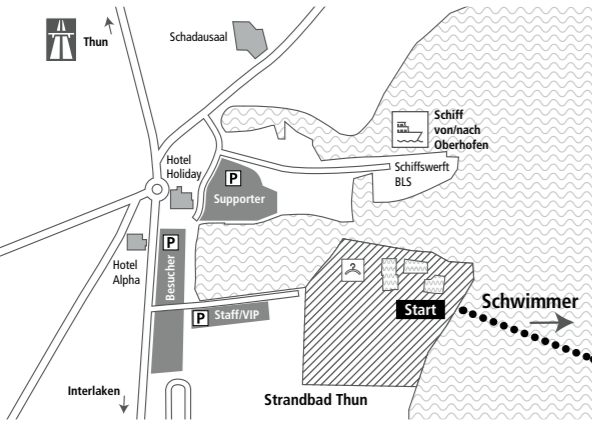 Thun
Schadausaal
Schiff
von/nach
Oberhofen
Hotel
Holiday
P
Supporter
Schiffswerft
BLS
P
Besucher
Hotel
Alpha
P Staff/VIP
Start
Schwimmer
Interlaken
Strandbad Thun